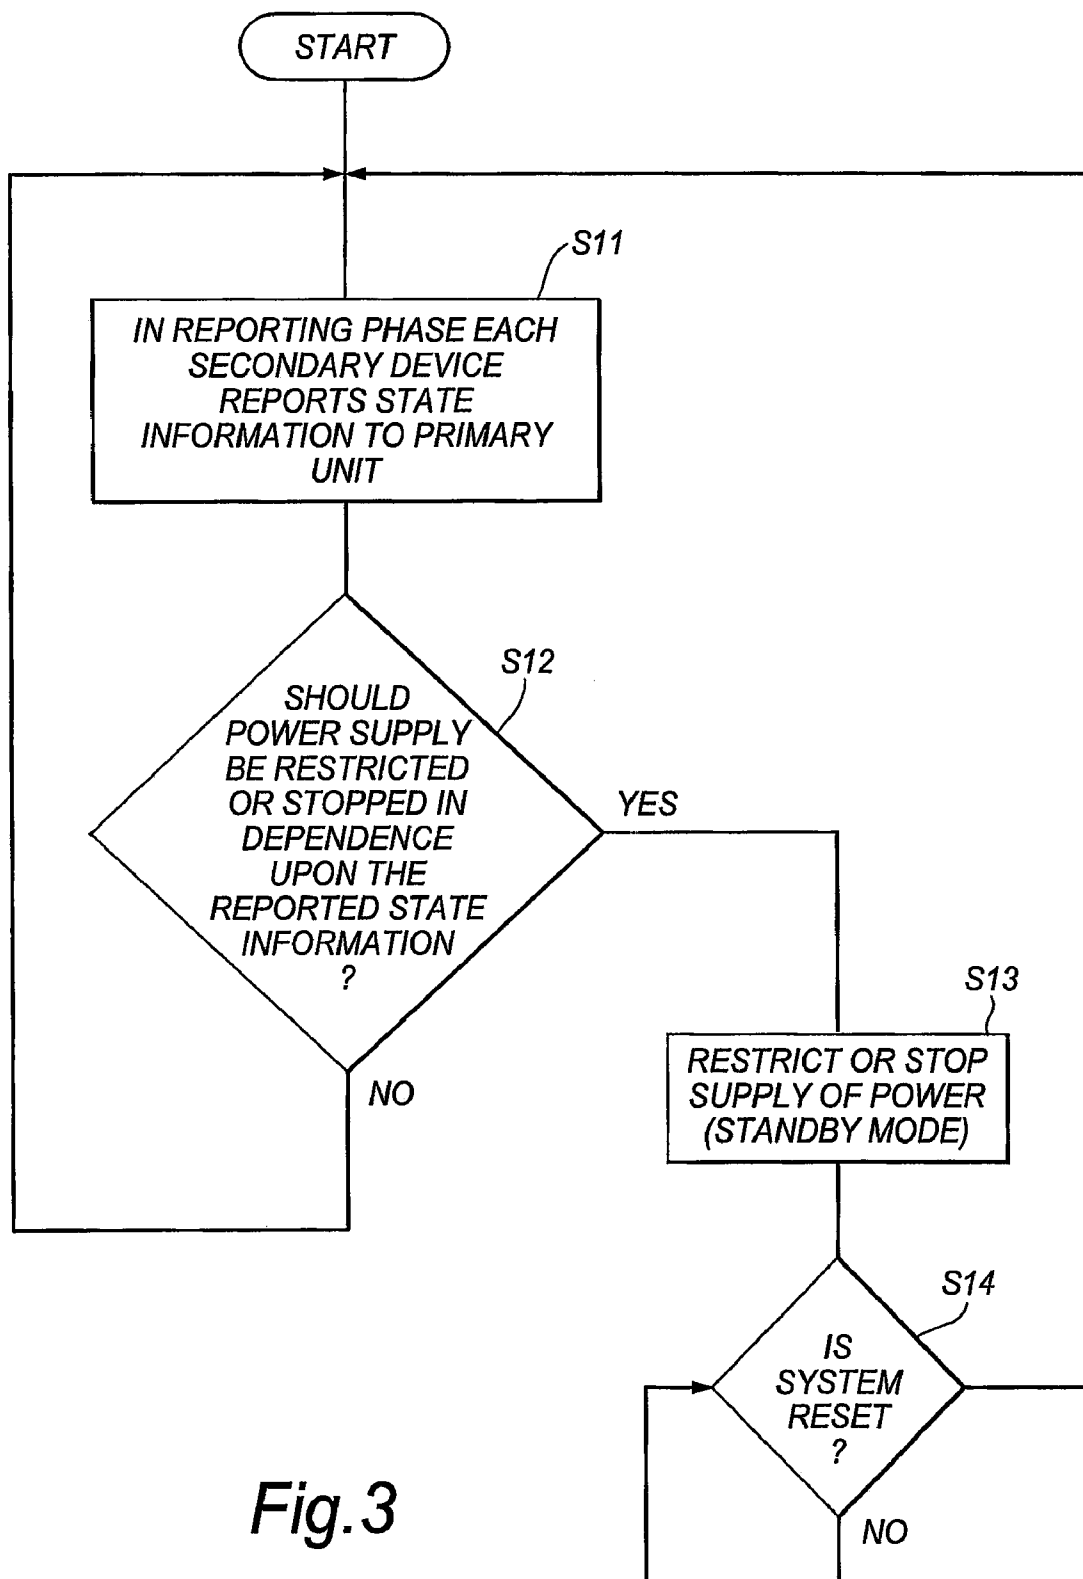 START
S11
IN REPORTING PHASE EACH
SECONDARY DEVICE
REPORTS STATE
INFORMATION TO PRIMARY
UNIT
S12
SHOULD
POWER SUPPLY
BE RESTRICTED
OR STOPPED IN
DEPENDENCE
UPON THE
REPORTED STATE
INFORMATION
?
YES
NO
S13
RESTRICT OR STOP
SUPPLY OF POWER
(STANDBY MODE)
S14
IS
SYSTEM
RESET
?
NO
Fig.3